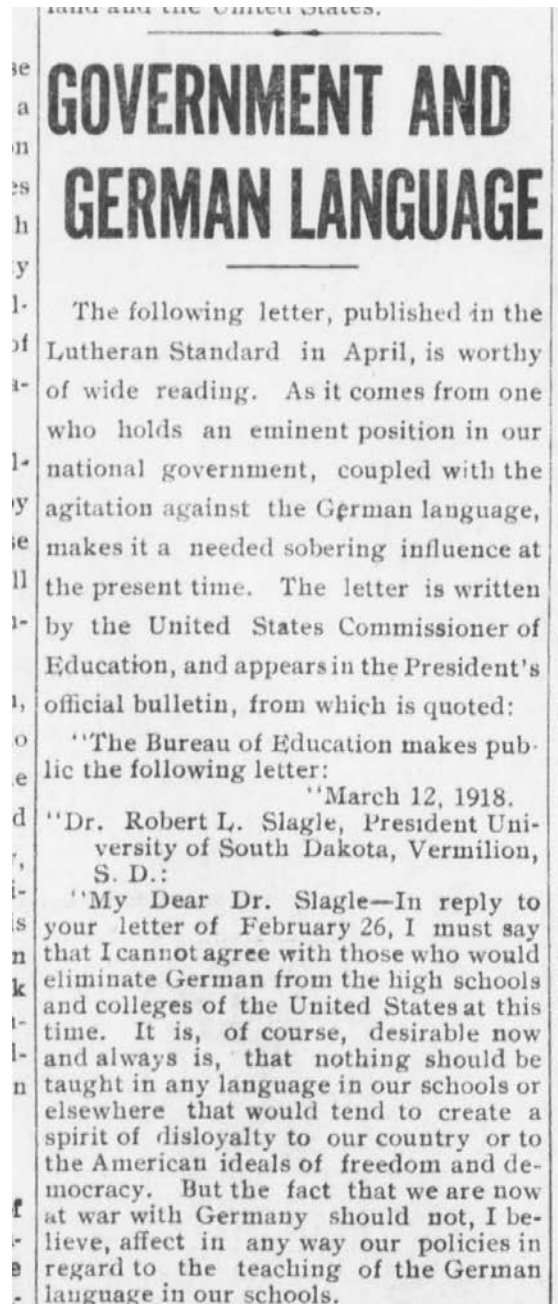 land and the United States.
GOVERNMENT AND
GERMAN LANGUAGE
The following letter, published in the
Lutheran Standard in April, is worthy
of wide reading. As it comes from one
who holds an eminent position in our
national government, coupled with the
agitation against the German language,
makes it a needed sobering influence at
the present time. The letter is written
by the United States Commissioner of
Education, and appears in the President's
official bulletin, from which is quoted:
"The Bureau of Education makes pub-
lic the following letter:
"March 12, 1918.
"Dr. Robert L. Slagle, President Uni-
versity of South Dakota, Vermilion,
S. D.:
"My Dear Dr. Slagle—In reply to
your letter of February 26, I must say
that I cannot agree with those who would
eliminate German from the high schools
and colleges of the United States at this
time. It is, of course, desirable now
and always is, that nothing should be
taught in any language in our schools or
elsewhere that would tend to create a
spirit of disloyalty to our country or to
the American ideals of freedom and de-
mocracy. But the fact that we are now
at war with Germany should not, I be-
lieve, affect in any way our policies in
regard to the teaching of the German
language in our schools.